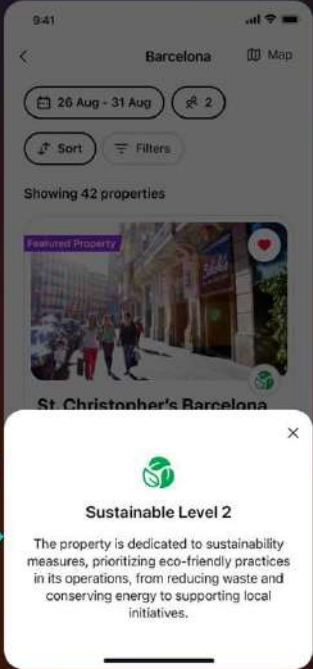 9:41
Barcelona
Map
26 Aug - 31 Aug
2
Sort
Filters
Showing 42 properties
Featured Property
St. Christopher's Barcelona
Sustainable Level 2
The property is dedicated to sustainability
measures, prioritizing eco-friendly practices
in its operations, from reducing waste and
conserving energy to supporting local
initiatives.